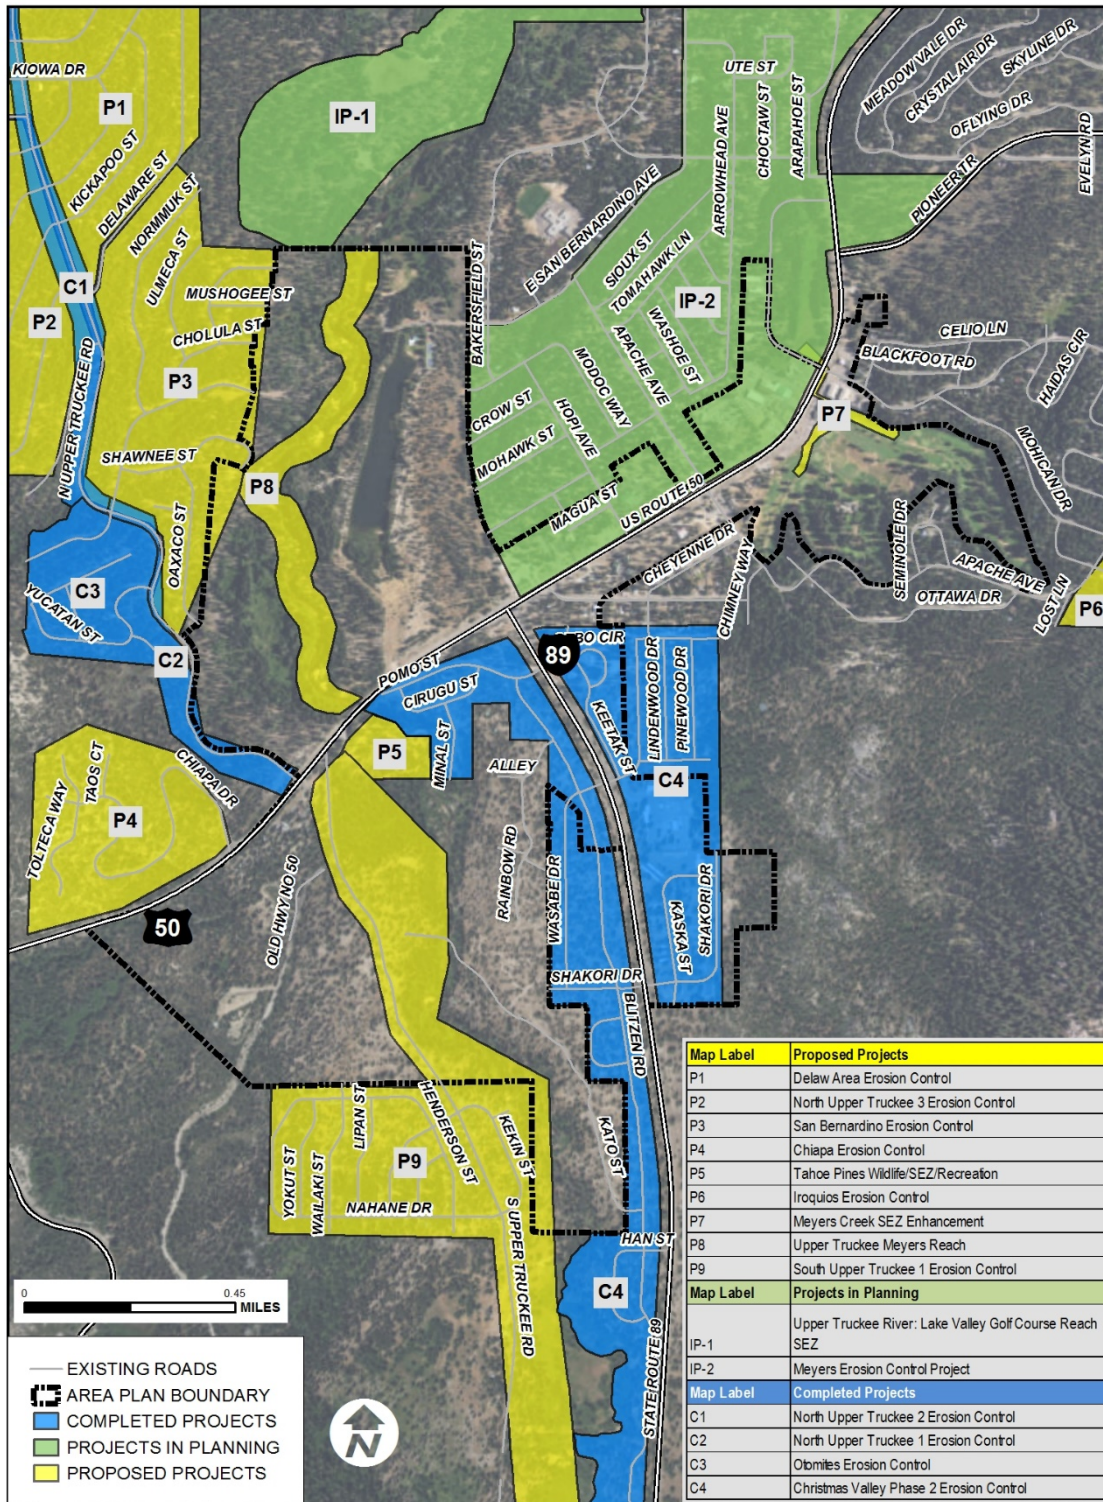 KIOWA DR
P1
KICKAPOO ST
DELAWARE ST
NORMMUK ST
ULMECA ST
MUSHOGEE ST
CHOLULA ST
C1
P2
P3
N UPPER TRUCKEE RD
SHAWNEE ST
OAXACO ST
P8
C3
YUCATAN ST
C2
CHIAPA DR
IP-1
UTE ST
ARROWHEAD AVE
CHOCTAW ST
ARAPAHOE ST
MEADOW VALE DR
CRYSTAL AIR DR
SKYLINE DR
OFLYING DR
EVELYN RD
PIONEER TR
E SAN BERNARDINO AVE
BAKERSFIELD ST
SIOUX ST
TOMAHAWK LN
IP-2
WASHOE ST
APACHE AVE
MODOC WAY
HOPI AVE
CROW ST
MOHAWK ST
MAGUA ST
US ROUTE 50
CELIO LN
BLACKFOOT RD
HAIDAS CIR
MOHICAN DR
P7
SEMINOLE DR
APACHE AVE
OTTAWA DR
LOST LN
P6
CHEYENNE DR
CHIMNEY WAY
POMO ST
CIRUGU ST
MINAL ST
P5
89
CIR
KEETAK ST
LINDENWOOD DR
PINEWOOD DR
C4
ALLEY
RAINBOW RD
WASABE DR
KASKA ST
SHAKORI DR
SHAKORI DR
BLITZEN RD
TOLTECA WAY
TAOS CT
P4
50
OLD HWY NO 50
HENDERSON ST
KEKIN ST
LIPAN ST
YOKUT ST
WAILAKI ST
P9
NAHANE DR
S UPPER TRUCKEE RD
KATO ST
HAN ST
C4
STATE ROUTE 89
0 0.45
MILES
EXISTING ROADS
AREA PLAN BOUNDARY
COMPLETED PROJECTS
PROJECTS IN PLANNING
PROPOSED PROJECTS
N
Map Label Proposed Projects
P1 Delaw Area Erosion Control
P2 North Upper Truckee 3 Erosion Control
P3 San Bernardino Erosion Control
P4 Chiapa Erosion Control
P5 Tahoe Pines Wildlife/SEZ/Recreation
P6 Iroquios Erosion Control
P7 Meyers Creek SEZ Enhancement
P8 Upper Truckee Meyers Reach
P9 South Upper Truckee 1 Erosion Control
Map Label Projects in Planning
IP-1 Upper Truckee River: Lake Valley Golf Course Reach
SEZ
IP-2 Meyers Erosion Control Project
Map Label Completed Projects
C1 North Upper Truckee 2 Erosion Control
C2 North Upper Truckee 1 Erosion Control
C3 Otomites Erosion Control
C4 Christmas Valley Phase 2 Erosion Control